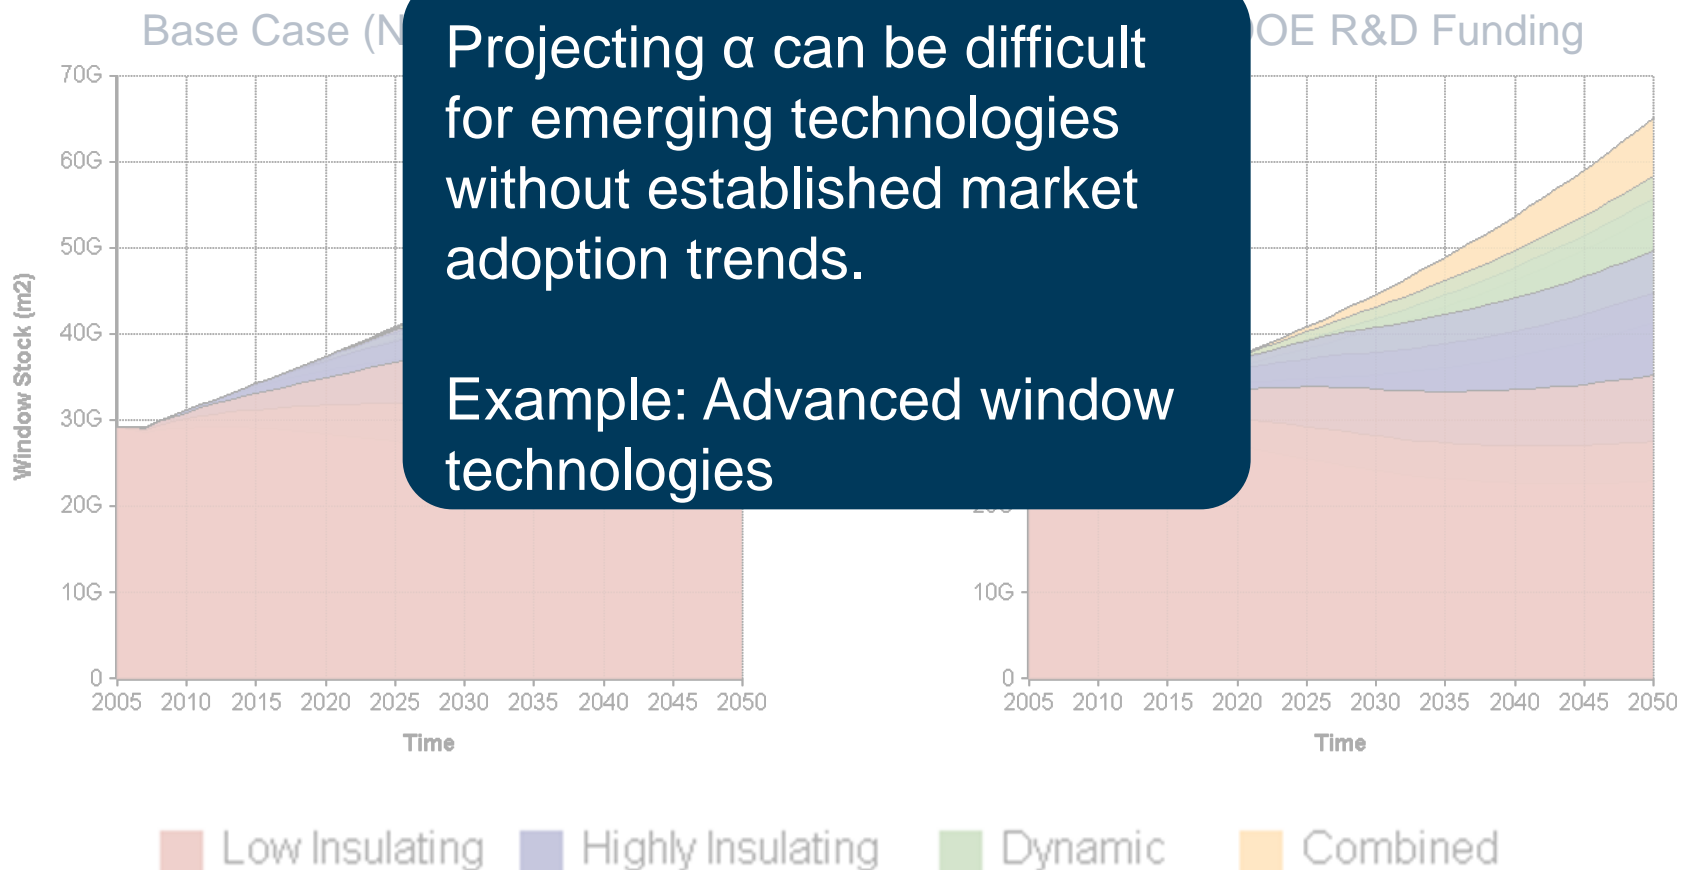 Base Case (N
OE R&D Funding
Projecting α can be difficult
for emerging technologies
without established market
adoption trends.
Example: Advanced window
technologies
Window Stock (m2)
70G
60G
50G
40G
30G
20G
10G
0
2005 2010 2015 2020 2025 2030 2035 2040 2045 2050
Time
10G
0
2005 2010 2015 2020 2025 2030 2035 2040 2045 2050
Time
Low Insulating Highly Insulating Dynamic Combined